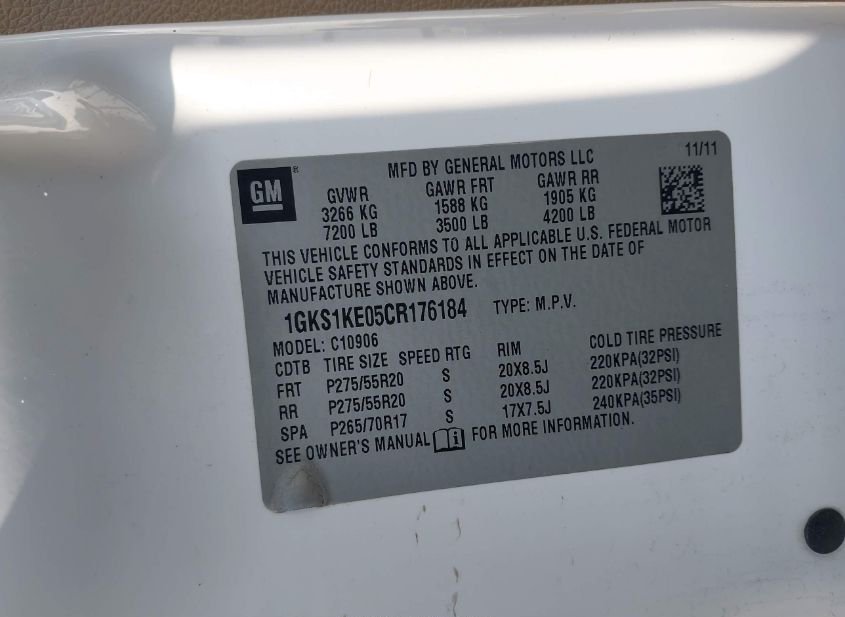 MFD BY GENERAL MOTORS LLC 11/11
GM ®
GVWR GAWR FRT GAWR RR
3266 KG 1588 KG 1905 KG
7200 LB 3500 LB 4200 LB
THIS VEHICLE CONFORMS TO ALL APPLICABLE U.S. FEDERAL MOTOR
VEHICLE SAFETY STANDARDS IN EFFECT ON THE DATE OF
MANUFACTURE SHOWN ABOVE.
1GKS1KE05CR176184 TYPE: M.P.V.
MODEL: C10906
CDTB TIRE SIZE SPEED RTG RIM COLD TIRE PRESSURE
FRT P275/55R20 S 20X8.5J 220KPA(32PSI)
RR P275/55R20 S 20X8.5J 220KPA(32PSI)
SPA P265/70R17 S 17X7.5J 240KPA(35PSI)
SEE OWNER'S MANUAL FOR MORE INFORMATION.